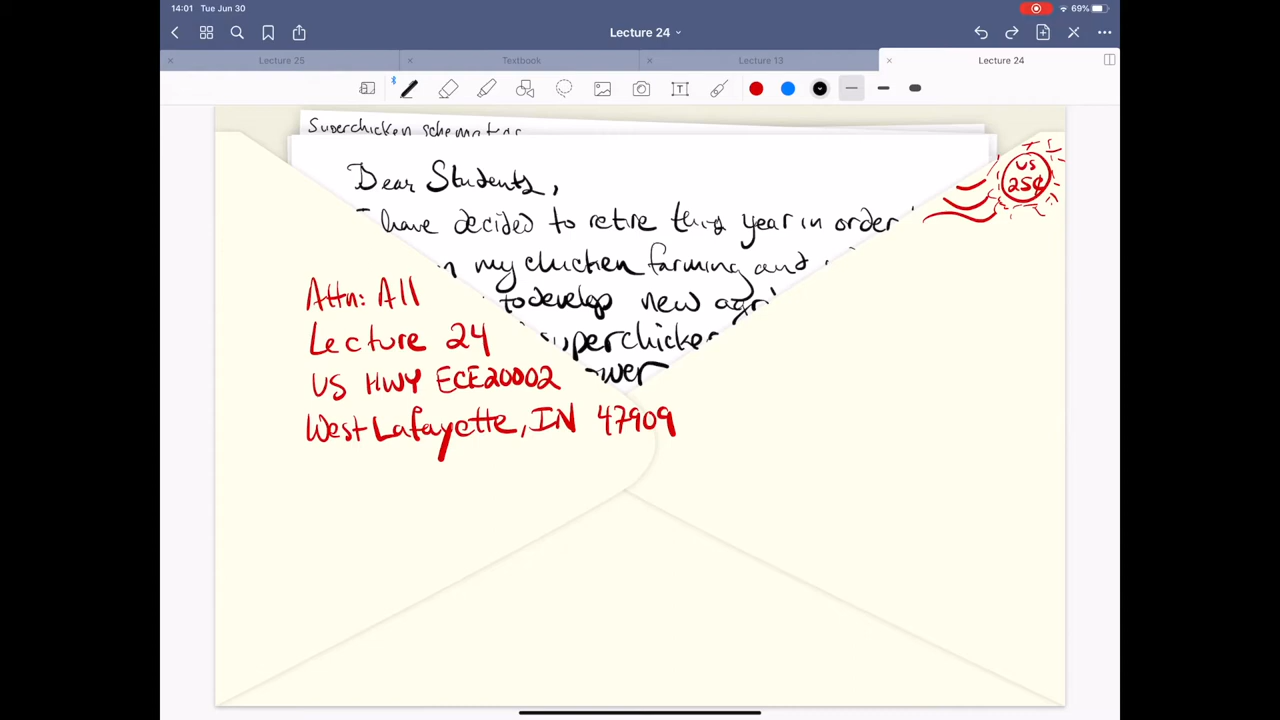 14:01 Tue Jun 30
69%
Lecture 24
Lecture 25
Textbook
Lecture 13
Lecture 24
Superchicken
Dear Students,
I have decided to retire this year in order
my chicken farming and
to develop new agri
superchicken
wer
US
25¢
Attn: All
Lecture 24
US HWY ECE20002
West Lafayette, IN 47909